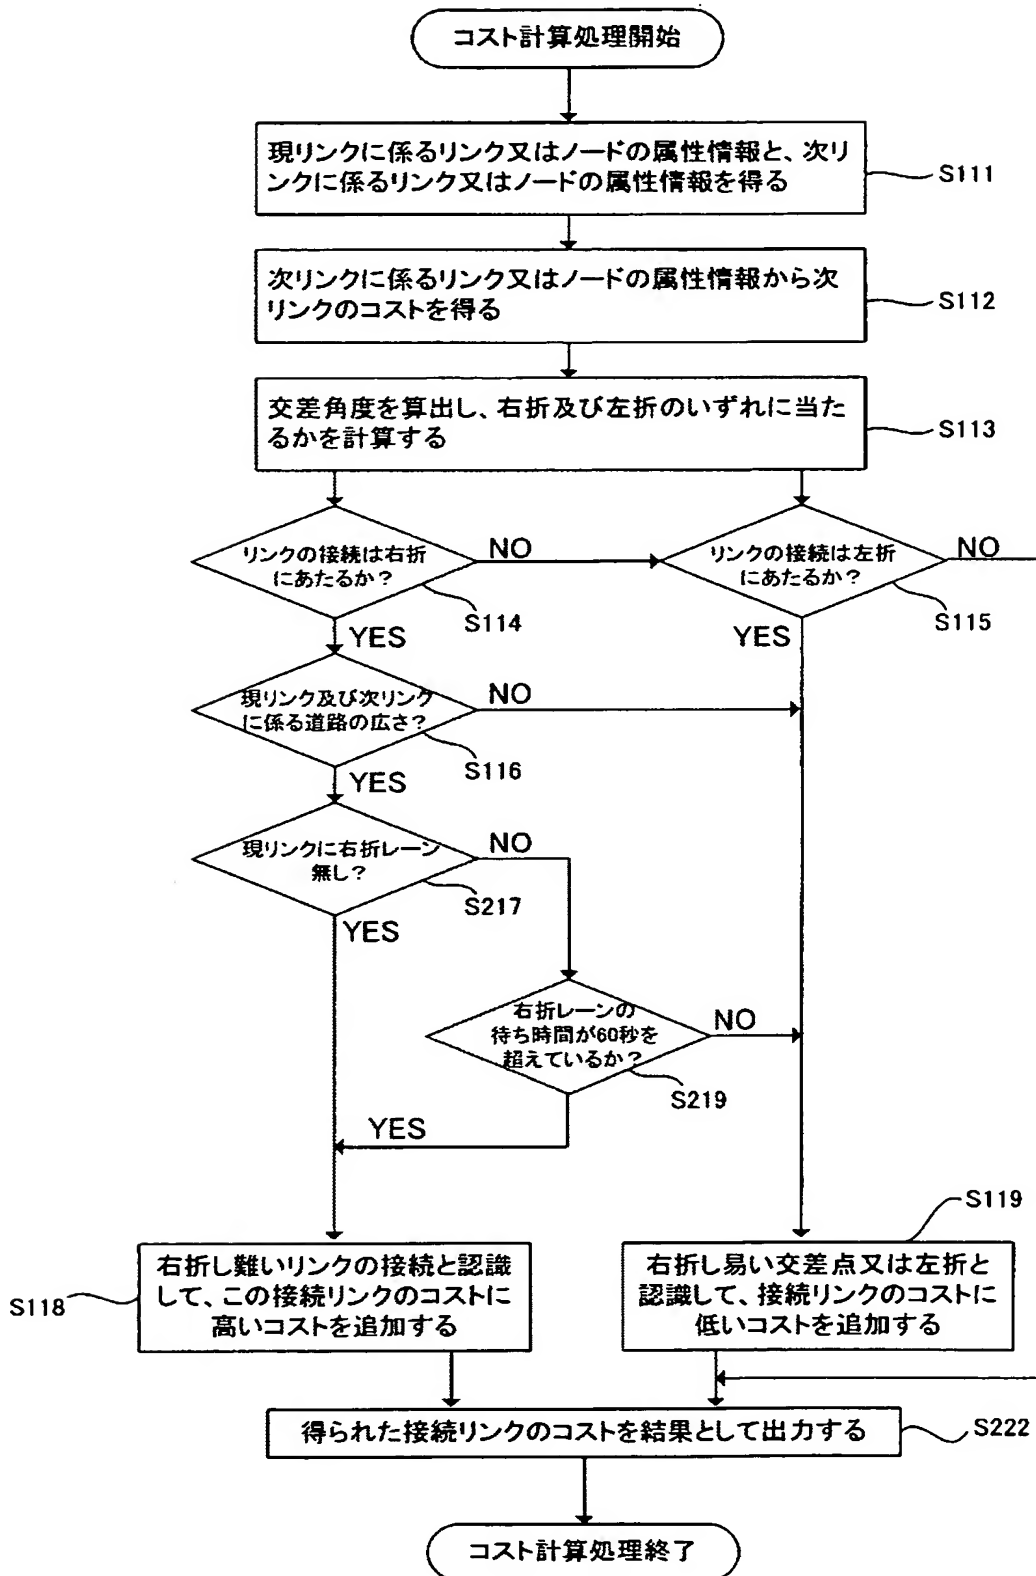 コスト計算処理開始
現リンクに係るリンク又はノードの属性情報と、次リ
ンクに係るリンク又はノードの属性情報を得る
S111
次リンクに係るリンク又はノードの属性情報から次
リンクのコストを得る
S112
交差角度を算出し、右折及び左折のいずれに当た
るかを計算する
S113
リンクの接続は右折
にあたるか?
NO
S114
YES
リンクの接続は左折
にあたるか?
NO
S115
YES
現リンク及び次リンク
に係る道路の広さ?
NO
S116
YES
現リンクに右折レーン
無し?
NO
S217
YES
右折レーンの
待ち時間が60秒を
超えているか?
NO
S219
YES
右折し難いリンクの接続と認識
して、この接続リンクのコストに
高いコストを追加する
S118
S119
右折し易い交差点又は左折と
認識して、接続リンクのコストに
低いコストを追加する
得られた接続リンクのコストを結果として出力する
S222
コスト計算処理終了